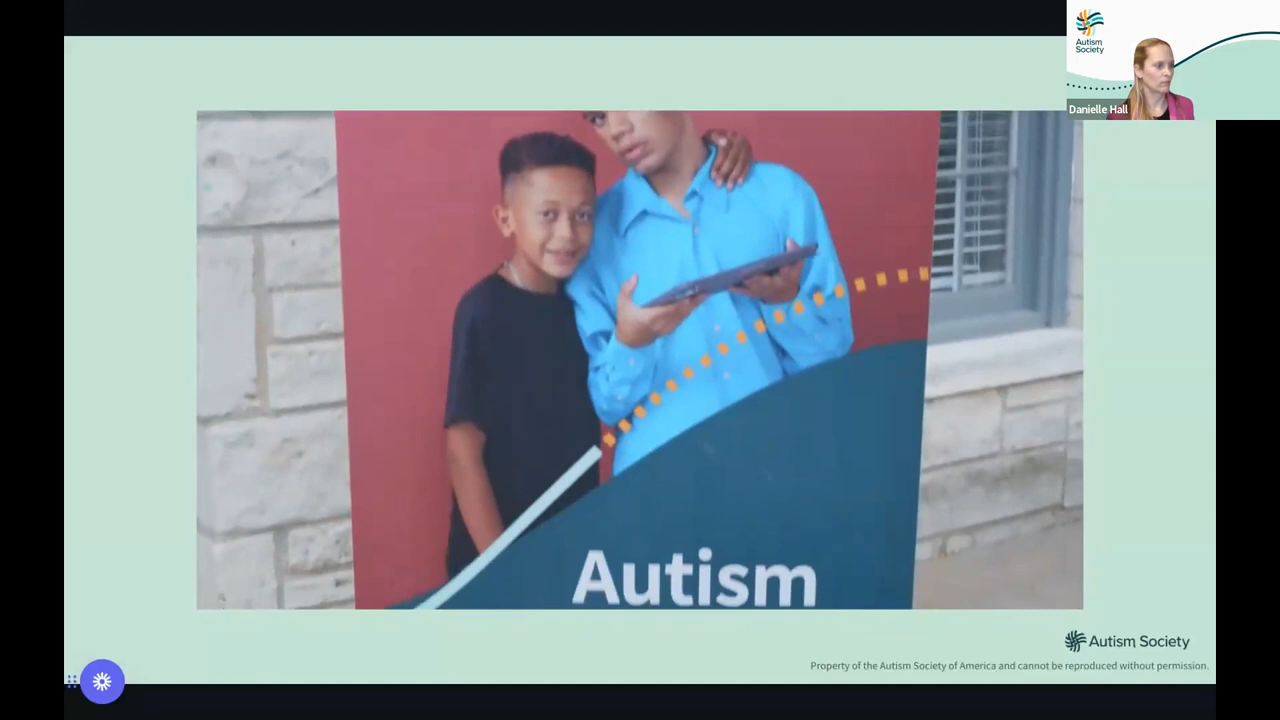 Autism
Society
Danielle Hall
Autism
Autism Society
Property of the Autism Society of America and cannot be reproduced without permission.